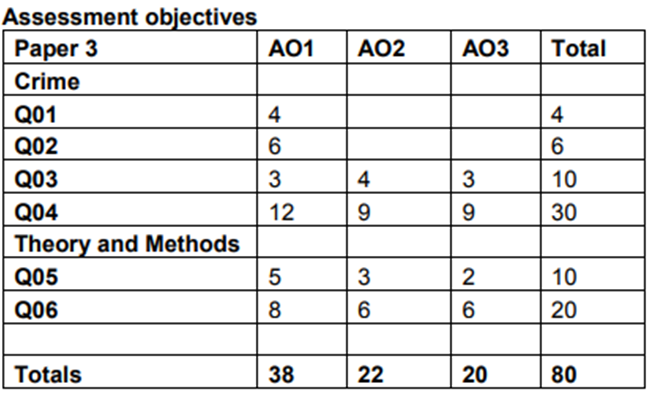 Assessment objectives
Paper 3 AO1 AO2 AO3 Total
Crime
Q01 4 4
Q02 6 6
Q03 3 4 3 10
Q04 12 9 9 30
Theory and Methods
Q05 5 3 2 10
Q06 8 6 6 20
Totals 38 22 20 80